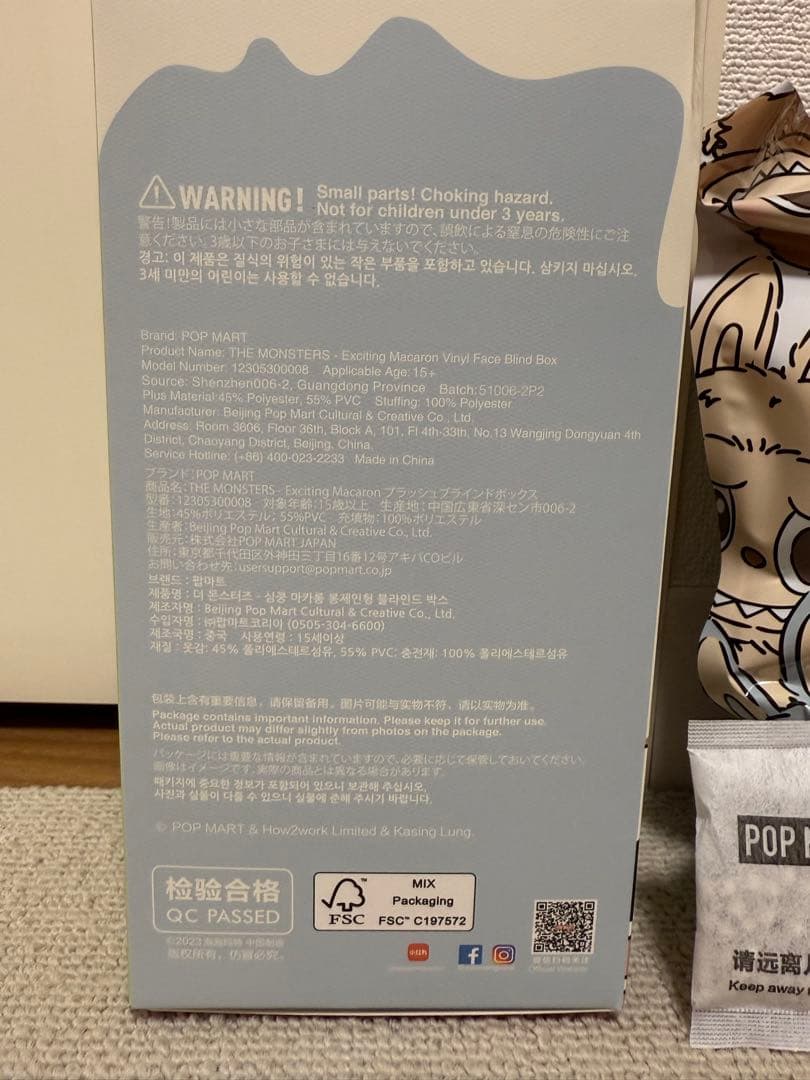 WARNING! Small parts! Choking hazard.
Not for children under 3 years.
警告!製品には小さな部品が含まれていますので、誤飲による窒息の危険性にご注
意ください。3歳以下のお子さまには与えないでください。
경고: 이 제품은 질식의 위험이 있는 작은 부품을 포함하고 있습니다. 삼키지 마십시오.
3세 미만의 어린이는 사용할 수 없습니다.
Brand: POP MART
Product Name: THE MONSTERS - Exciting Macaron Vinyl Face Blind Box
Model Number: 12305300008 Applicable Age: 15+
Source: Shenzhen006-2, Guangdong Province Batch:51006-2P2
Plus Material:45% Polyester, 55% PVC Stuffing: 100% Polyester
Manufacturer: Beijing Pop Mart Cultural & Creative Co., Ltd.
Address: Room 3606, Floor 36th, Block A, 101, Fl 4th-33th, No.13 Wangjing Dongyuan 4th
District, Chaoyang District, Beijing, China.
Service Hotline: (+86) 400-023-2233 Made in China
ブランド:POP MART
商品名:THE MONSTERS - Exciting Macaron プラッシュブラインドボックス
型番:12305300008 対象年齢:15歳以上 生産地:中国広東省深セン市006-2
生地:45%ポリエステル; 55%PVC 充填物:100%ポリエステル
生産者:Beijing Pop Mart Cultural & Creative Co., Ltd.
販売元:株式会社POP MART JAPAN
住所:東京都千代田区外神田三丁目16番12号アキバCOビル
お問い合わせ先:usersupport@popmart.co.jp
브랜드 : 팝마트
제품명 : 더 몬스터즈 - 심쿵 마카롱 봉제인형 블라인드 박스
제조자명 : Beijing Pop Mart Cultural & Creative Co., Ltd.
수입자명 : ㈜팝마트코리아 (0505-304-6600)
제조국명 : 중국 사용연령 : 15세이상
재질 : 옷감: 45% 폴리에스테르섬유, 55% PVC; 충전재: 100% 폴리에스테르섬유
包装上含有重要信息，请保留备用。图片可能与实物不符，请以实物为准。
Package contains important information. Please keep it for further use.
Actual product may differ slightly from photos on the package.
Please refer to the actual product.
パッケージには重要な情報が含まれていますので、必要に応じて保管しておいてください。
画像はイメージです。実際の商品とは異なる場合があります。
패키지에 중요한 정보가 포함되어 있으니 보관해 주십시오,
사진과 실물이 다를 수 있으니 실물에 준해 주시기 바랍니다.
© POP MART & How2work Limited & Kasing Lung.
检验合格
QC PASSED
FSC™
MIX
Packaging
FSC™ C197572
©2023 泡泡玛特 中国制造
版权所有，仿冒必究。
小红书
微信扫码关注
Official Website
POP
请远离儿
Keep away